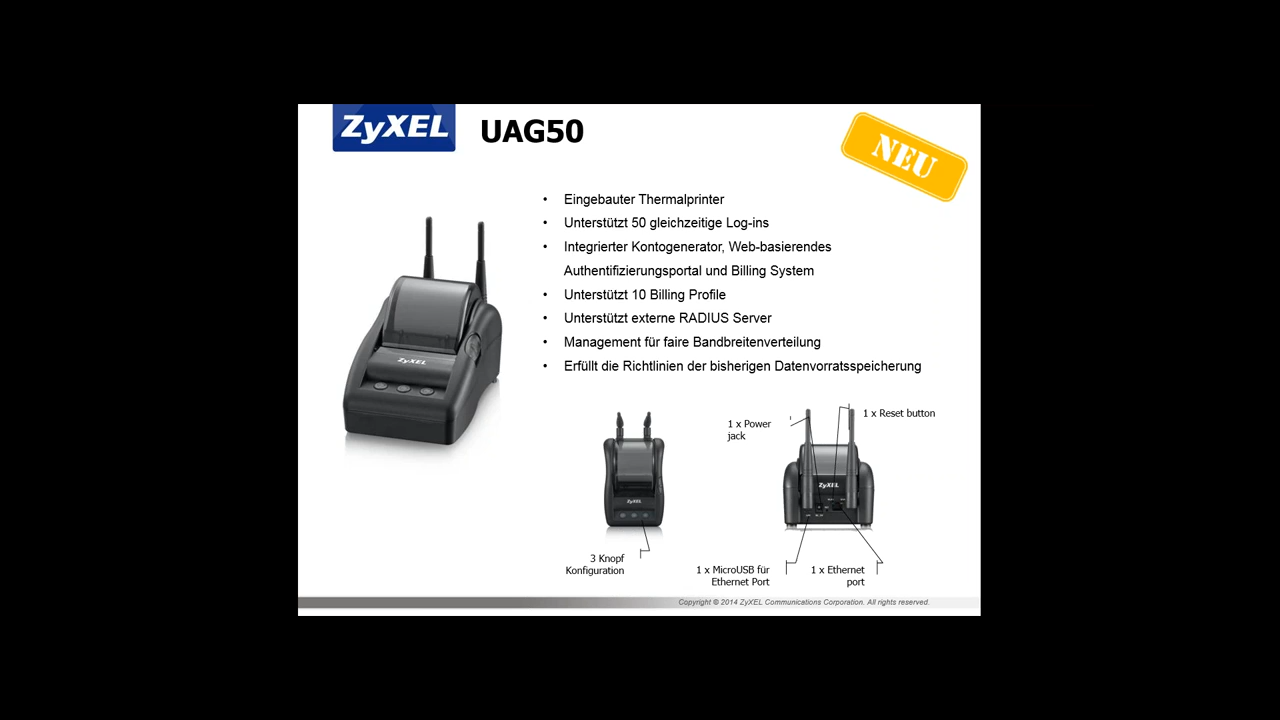 ZyXEL
UAG50
NEU
• Eingebauter Thermalprinter
• Unterstützt 50 gleichzeitige Log-ins
• Integrierter Kontogenerator, Web-basierendes
Authentifizierungsportal und Billing System
• Unterstützt 10 Billing Profile
• Unterstützt externe RADIUS Server
• Management für faire Bandbreitenverteilung
• Erfüllt die Richtlinien der bisherigen Datenvorratsspeicherung
ZyXEL
1 x Power
jack
1 x Reset button
ZyXEL
ZyXEL
3 Knopf
Konfiguration
1 x MicroUSB für
Ethernet Port
1 x Ethernet
port
Copyright © 2014 ZyXEL Communications Corporation. All rights reserved.